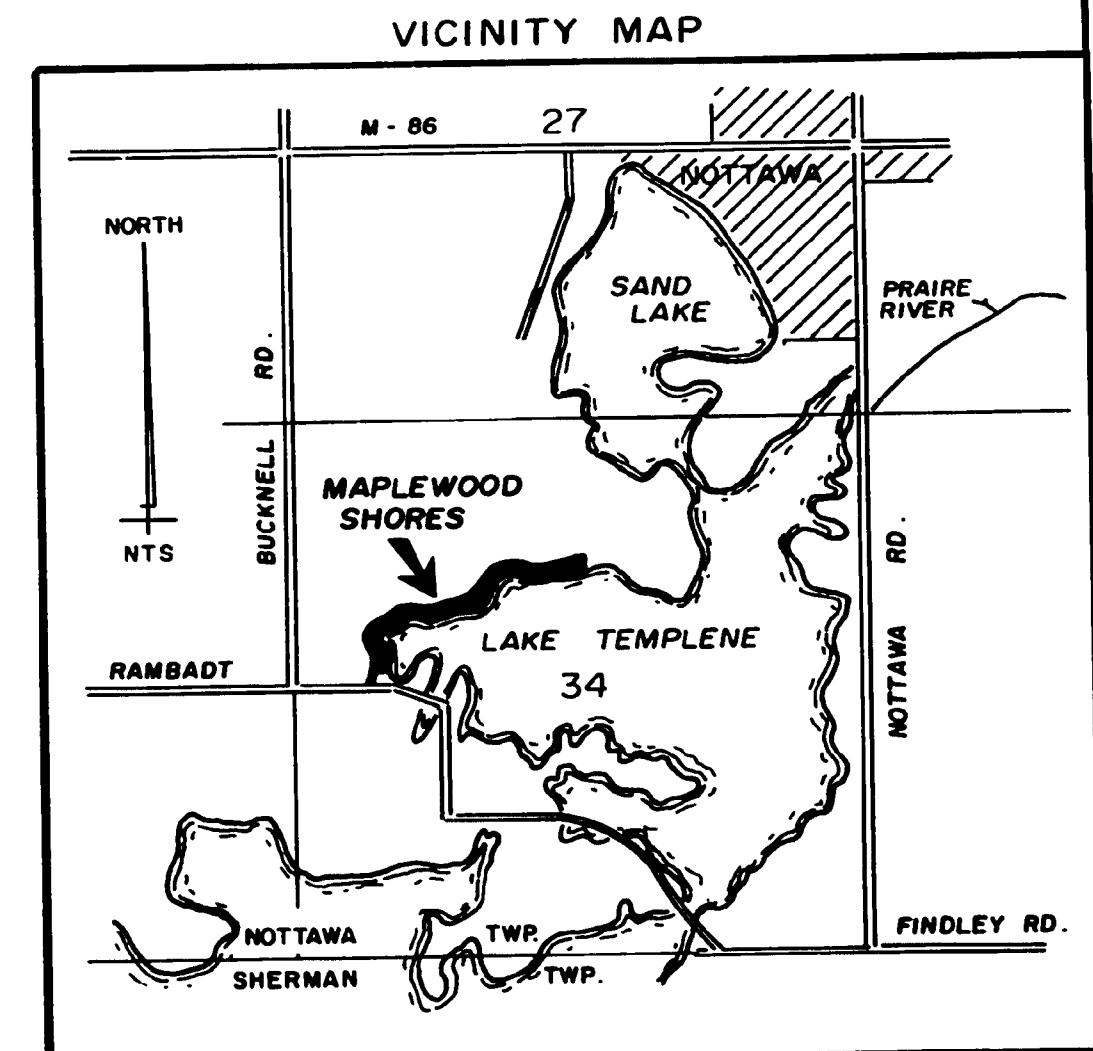 VICINITY MAP
M - 86
27
NOTTAWA
NORTH
SAND
LAKE
PRAIRE
RIVER
BUCKNELL RD.
MAPLEWOOD
SHORES
NTS
NOTTAWA RD.
LAKE TEMPLENE
RAMBADT
34
FINDLEY RD.
NOTTAWA TWP.
SHERMAN TWP.